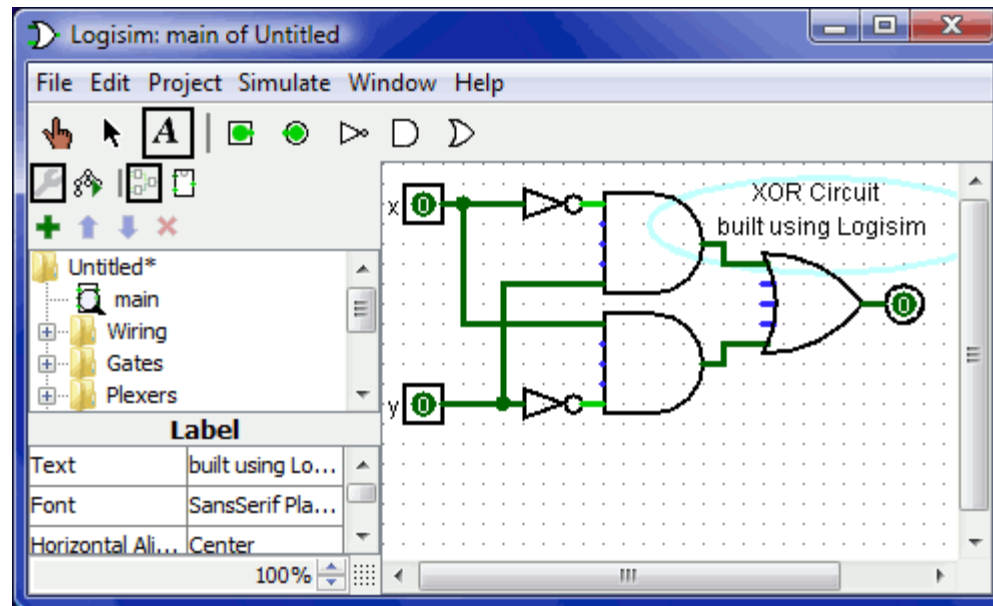 Logisim: main of Untitled
File Edit Project Simulate Window Help
A
Untitled*
main
Wiring
Gates
Plexers
Label
Text built using Lo...
Font SansSerif Pla...
Horizontal Ali... Center
100%
XOR Circuit
built using Logisim
x 0
0
y 0